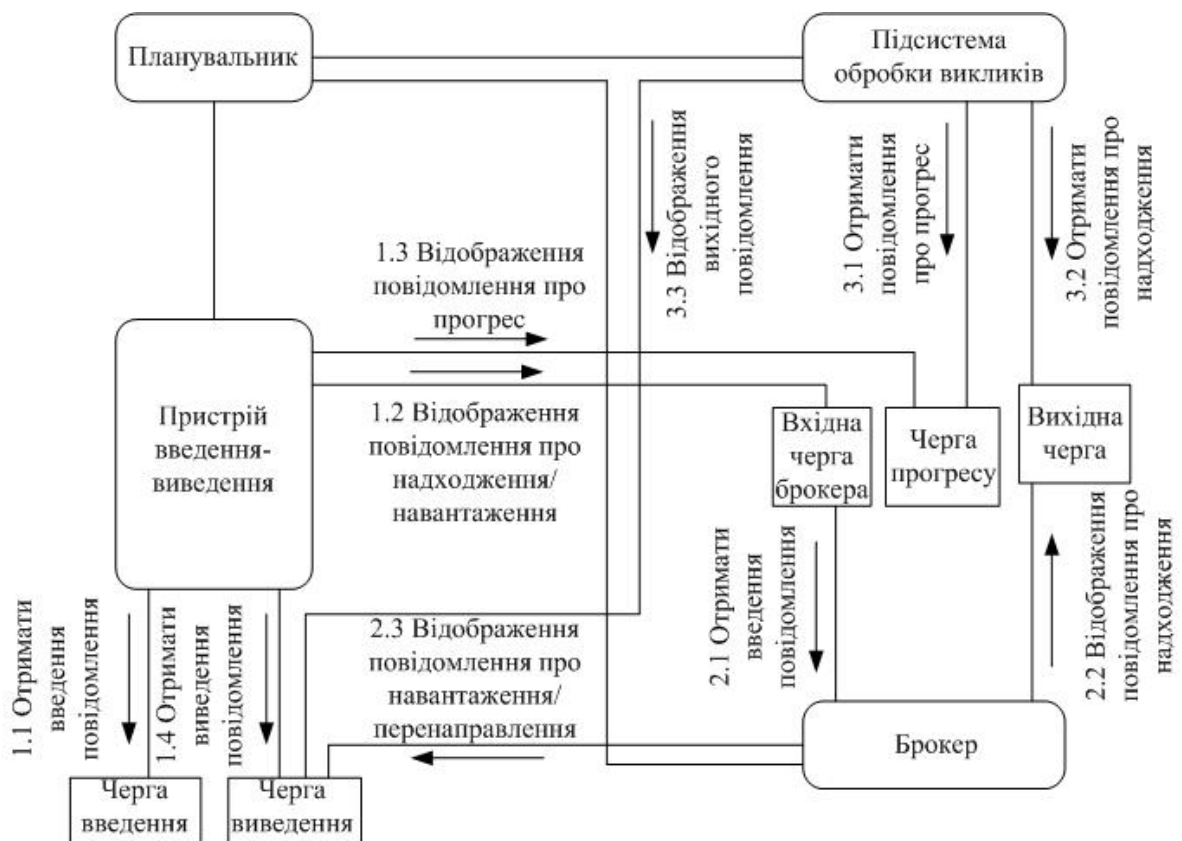 Планувальник
Підсистема
обробки викликів
3.3 Відображення
вихідного
повідомлення
3.1 Отримати
повідомлення
про прогрес
3.2 Отримати
повідомлення про
надходження
1.3 Відображення
повідомлення про
прогрес
Пристрій
введення-
виведення
1.2 Відображення
повідомлення про
надходження/
навантаження
Вхідна
черга
брокера
Черга
прогресу
Вихідна
черга
1.1 Отримати
введення
повідомлення
1.4 Отримати
виведення
повідомлення
2.3 Відображення
повідомлення про
навантаження/
перенаправлення
2.1 Отримати
введення
повідомлення
2.2 Відображення
повідомлення про
надходження
Брокер
Черга
введення
Черга
виведення